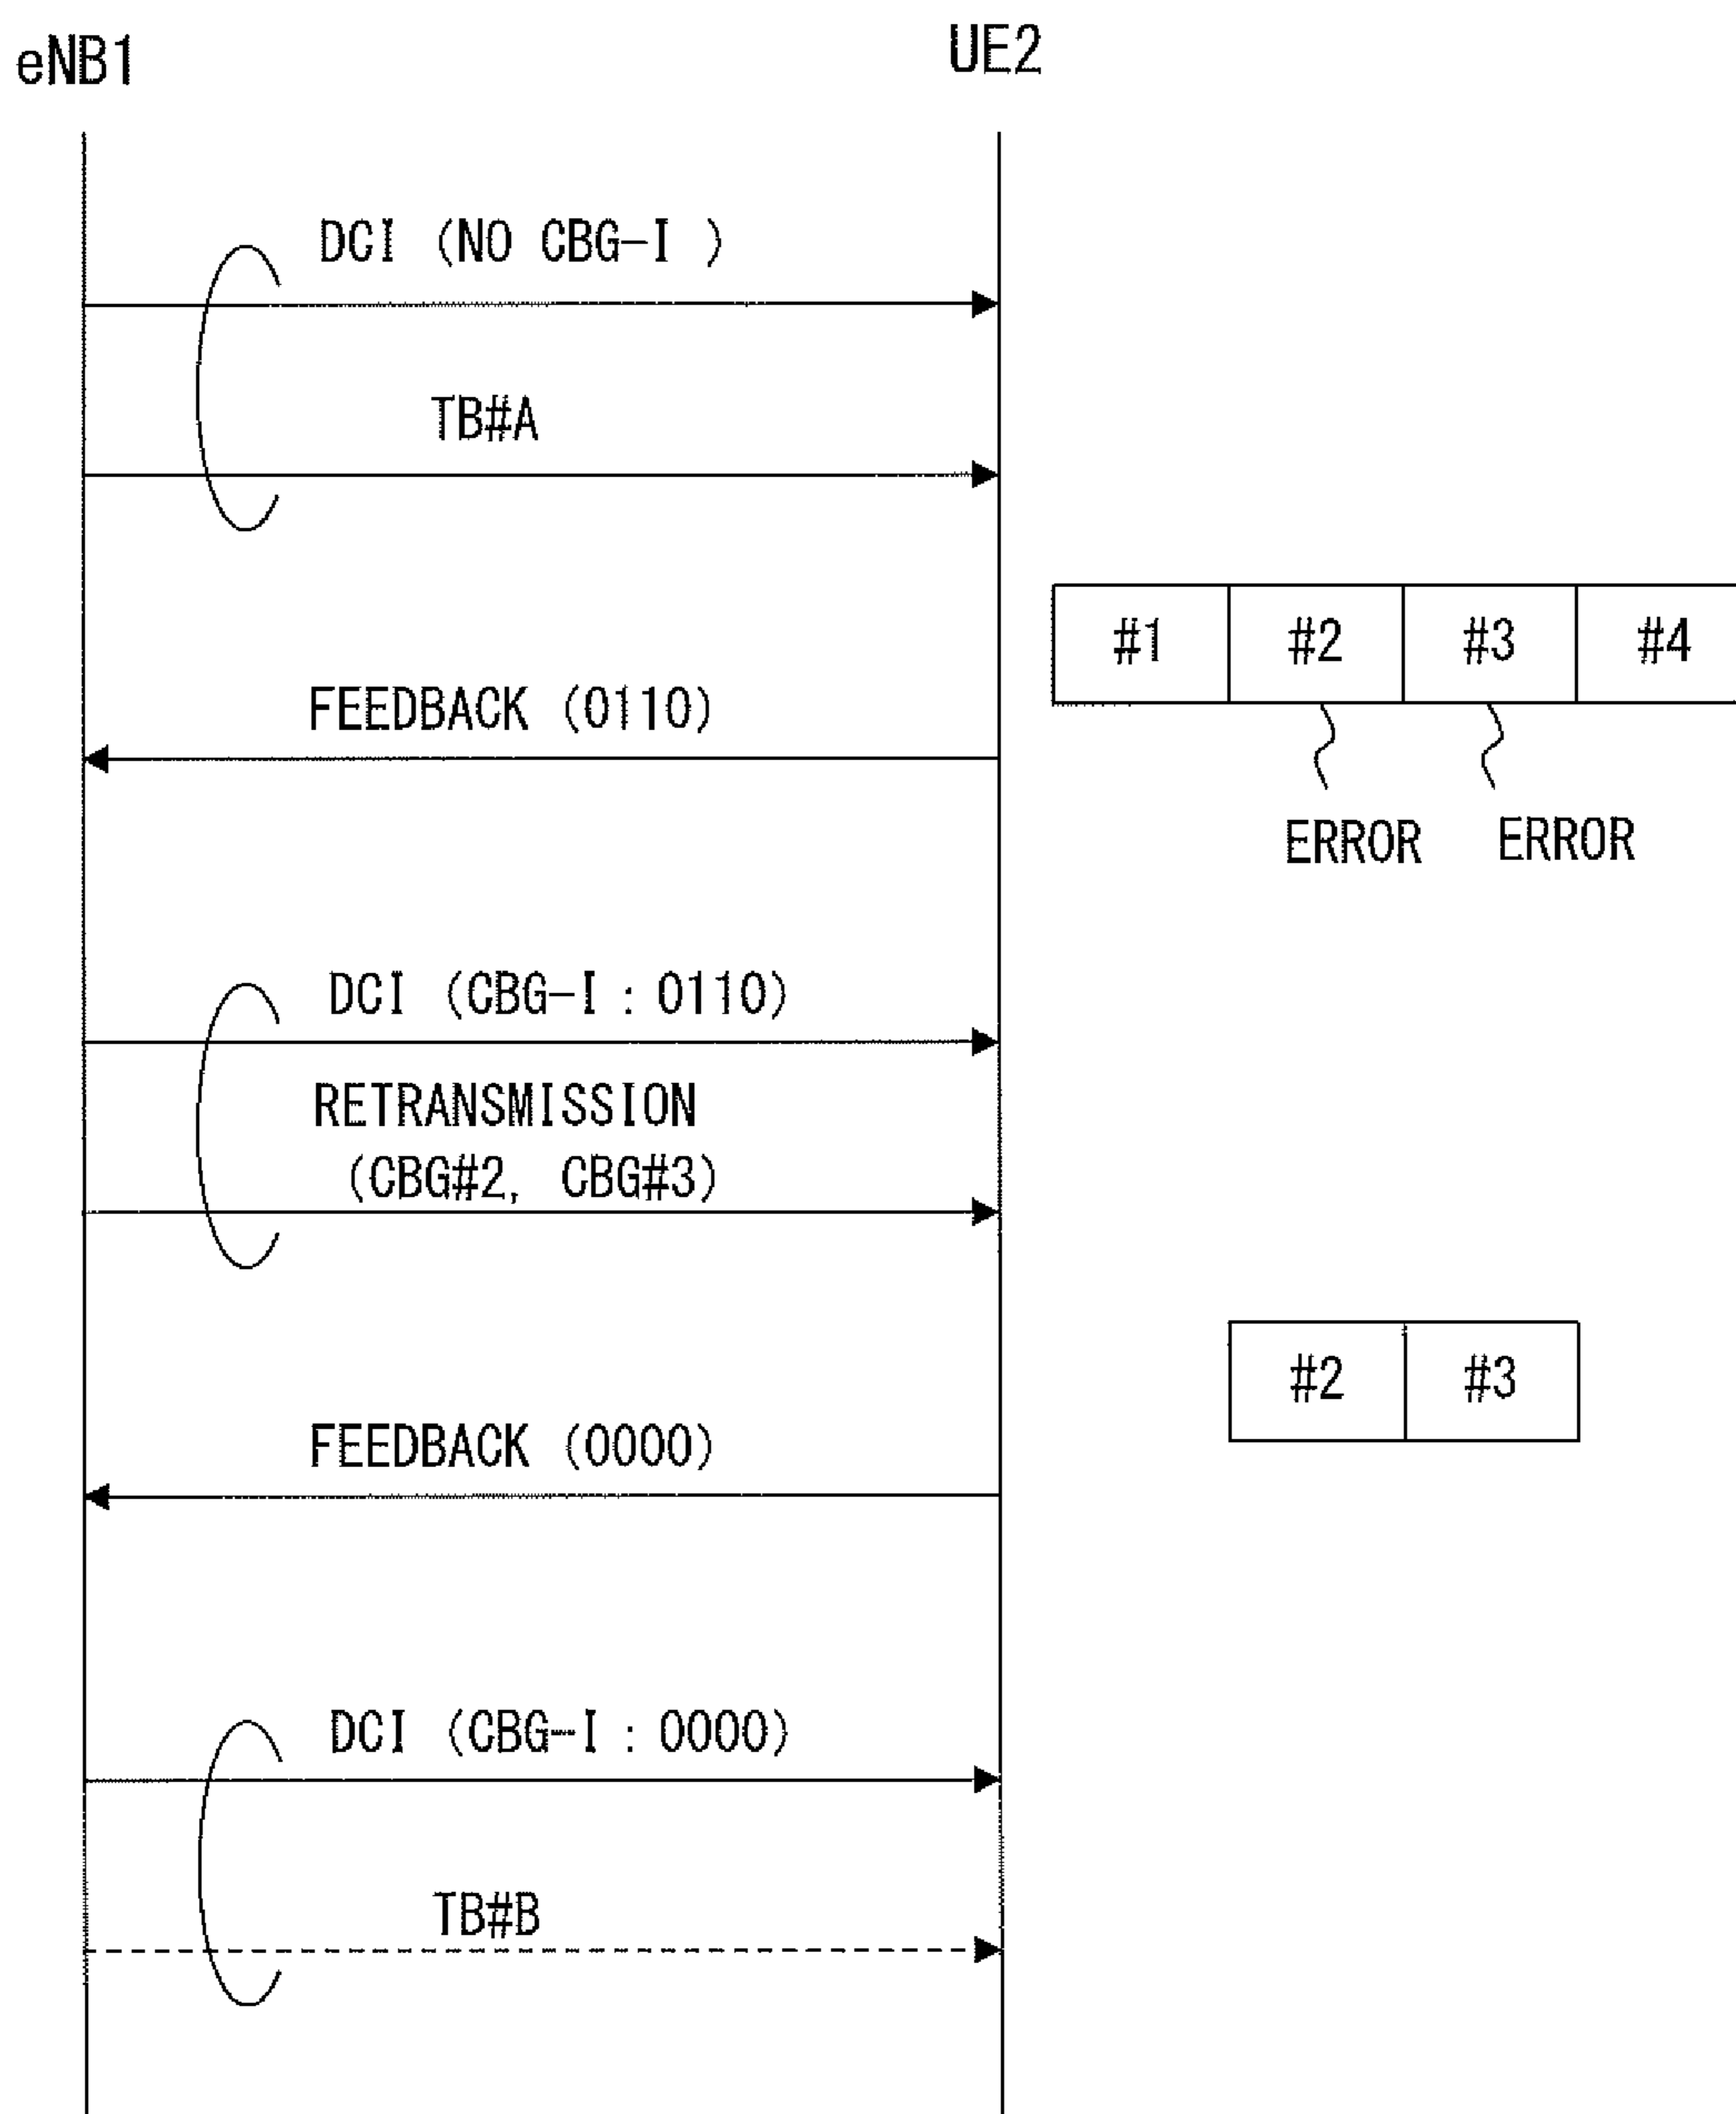 eNB1
UE2
DCI (NO CBG-I )
TB#A
#1 #2 #3 #4
FEEDBACK (0110)
ERROR ERROR
DCI (CBG-I : 0110)
RETRANSMISSION
(CBG#2, CBG#3)
#2 #3
FEEDBACK (0000)
DCI (CBG-I : 0000)
TB#B